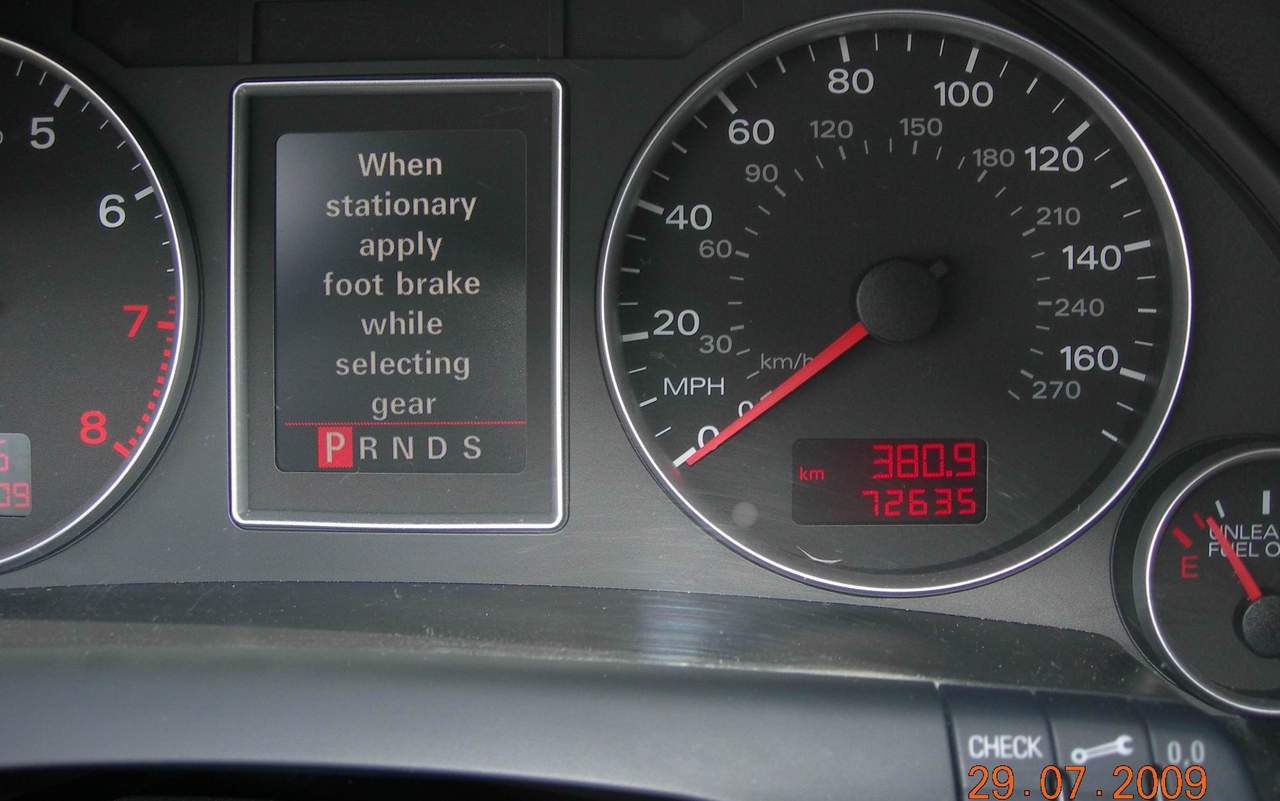 5
6
7
8
09
When
stationary
apply
foot brake
while
selecting
gear
P R N D S
0
20
40
60
80
100
120
140
160
MPH
0
30
60
90
120
150
180
210
240
270
km/h
km 380.9
72635
UNLEA
FUEL O
E
CHECK
0.0
29.07.2009